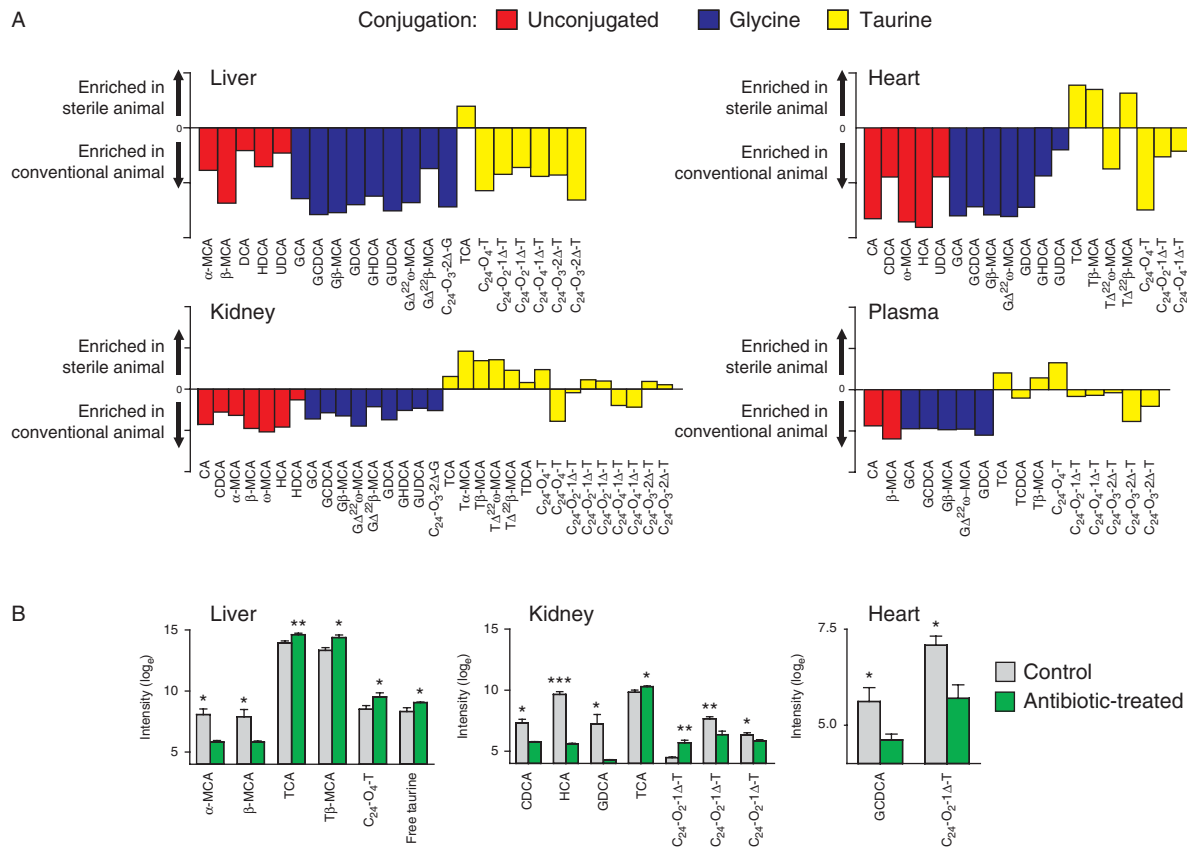 A
Conjugation: Unconjugated Glycine Taurine
Liver
Enriched in
sterile animal
0
Enriched in
conventional animal
α-MCA
β-MCA
DCA
HDCA
UDCA
GCA
GCDCA
Gβ-MCA
GDCA
GHDCA
GUDCA
GΔ²²ω-MCA
GΔ²²β-MCA
C₂₄-O₃-2Δ-G
TCA
C₂₄-O₄-T
C₂₄-O₂-1Δ-T
C₂₄-O₂-1Δ-T
C₂₄-O₄-1Δ-T
C₂₄-O₃-2Δ-T
C₂₄-O₃-2Δ-T
Heart
Enriched in
sterile animal
0
Enriched in
conventional animal
CA
CDCA
ω-MCA
HCA
UDCA
GCA
GCDCA
Gβ-MCA
GΔ²²ω-MCA
GDCA
GHDCA
GUDCA
TCA
Tβ-MCA
TΔ²²ω-MCA
TΔ²²β-MCA
C₂₄-O₄-T
C₂₄-O₂-1Δ-T
C₂₄-O₄-1Δ-T
Kidney
Enriched in
sterile animal
0
Enriched in
conventional animal
CA
CDCA
α-MCA
β-MCA
ω-MCA
HCA
HDCA
GCA
GCDCA
Gβ-MCA
GΔ²²ω-MCA
GΔ²²β-MCA
GDCA
GHDCA
GUDCA
C₂₄-O₃-2Δ-G
TCA
Tα-MCA
Tβ-MCA
TΔ²²ω-MCA
TΔ²²β-MCA
TDCA
C₂₄-O₄-T
C₂₄-O₄-T
C₂₄-O₂-1Δ-T
C₂₄-O₂-1Δ-T
C₂₄-O₂-1Δ-T
C₂₄-O₄-1Δ-T
C₂₄-O₄-1Δ-T
C₂₄-O₃-2Δ-T
C₂₄-O₃-2Δ-T
Plasma
Enriched in
sterile animal
0
Enriched in
conventional animal
CA
β-MCA
GCA
GCDCA
Gβ-MCA
GΔ²²ω-MCA
GDCA
TCA
TCDCA
Tβ-MCA
C₂₄-O₄-T
C₂₄-O₂-1Δ-T
C₂₄-O₄-1Δ-T
C₂₄-O₃-2Δ-T
C₂₄-O₃-2Δ-T
C₂₄-O₃-2Δ-T
B
Liver
Intensity (logₑ)
15
10
5
* * ** * * *
α-MCA
β-MCA
TCA
Tβ-MCA
C₂₄-O₄-T
Free taurine
Kidney
Intensity (logₑ)
15
10
5
* *** * * ** ** *
CDCA
HCA
GDCA
TCA
C₂₄-O₂-1Δ-T
C₂₄-O₂-1Δ-T
C₂₄-O₂-1Δ-T
Heart
Intensity (logₑ)
7.5
5.0
* *
GCDCA
C₂₄-O₂-1Δ-T
Control
Antibiotic-treated